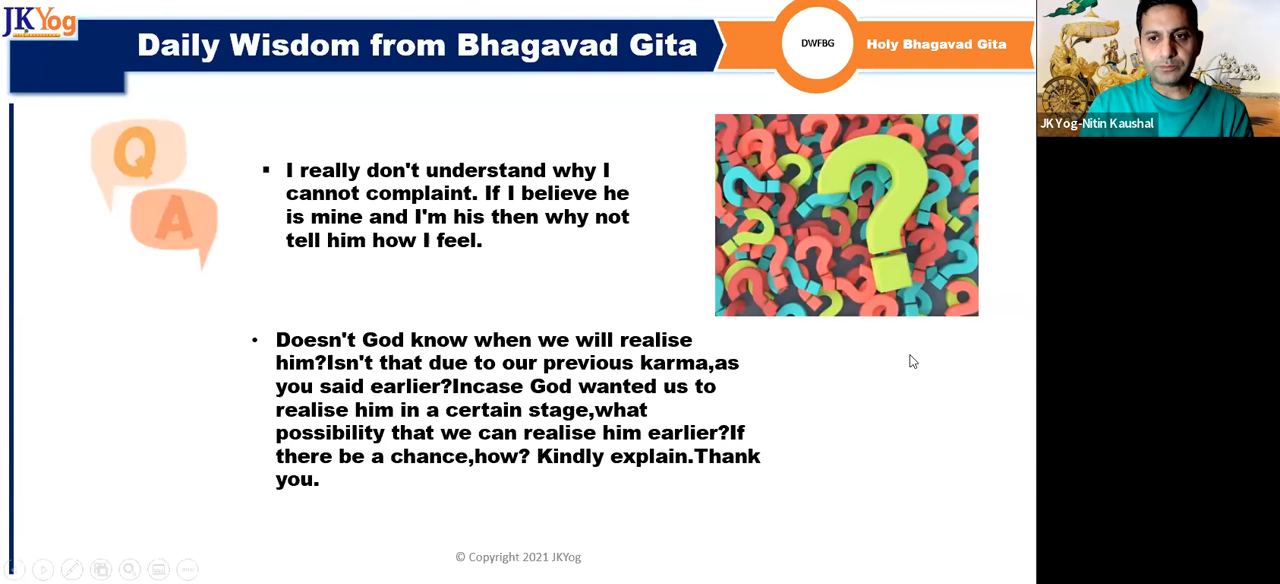 JKYog
Daily Wisdom from Bhagavad Gita
DWFBG
Holy Bhagavad Gita
JKYog-Nitin Kaushal
Q
A
I really don't understand why I
cannot complaint. If I believe he
is mine and I'm his then why not
tell him how I feel.
Doesn't God know when we will realise
him?Isn't that due to our previous karma,as
you said earlier?Incase God wanted us to
realise him in a certain stage,what
possibility that we can realise him earlier?If
there be a chance,how? Kindly explain.Thank
you.
© Copyright 2021 JKYog